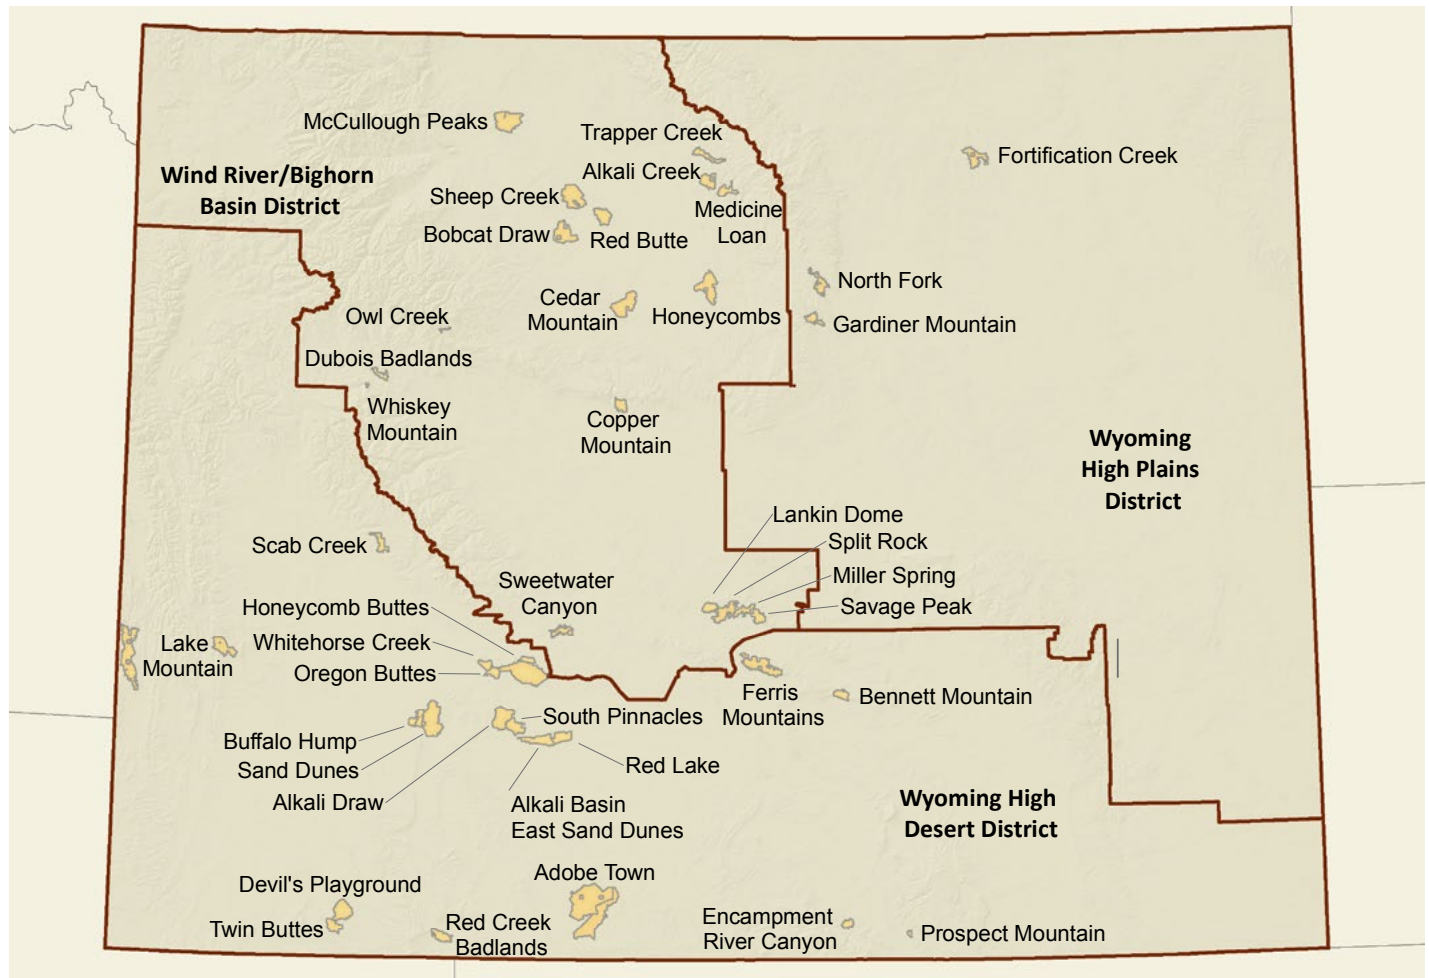 McCullough Peaks
Trapper Creek
Fortification Creek
Wind River/Bighorn
Basin District
Alkali Creek
Sheep Creek
Medicine
Loan
Bobcat Draw
Red Butte
North Fork
Cedar
Mountain
Honeycombs
Owl Creek
Gardiner Mountain
Dubois Badlands
Whiskey
Mountain
Copper
Mountain
Wyoming
High Plains
District
Lankin Dome
Split Rock
Scab Creek
Miller Spring
Sweetwater
Canyon
Savage Peak
Honeycomb Buttes
Whitehorse Creek
Lake
Mountain
Oregon Buttes
Ferris
Mountains
Bennett Mountain
South Pinnacles
Buffalo Hump
Sand Dunes
Red Lake
Alkali Draw
Alkali Basin
East Sand Dunes
Wyoming High
Desert District
Adobe Town
Devil's Playground
Twin Buttes
Red Creek
Badlands
Encampment
River Canyon
Prospect Mountain